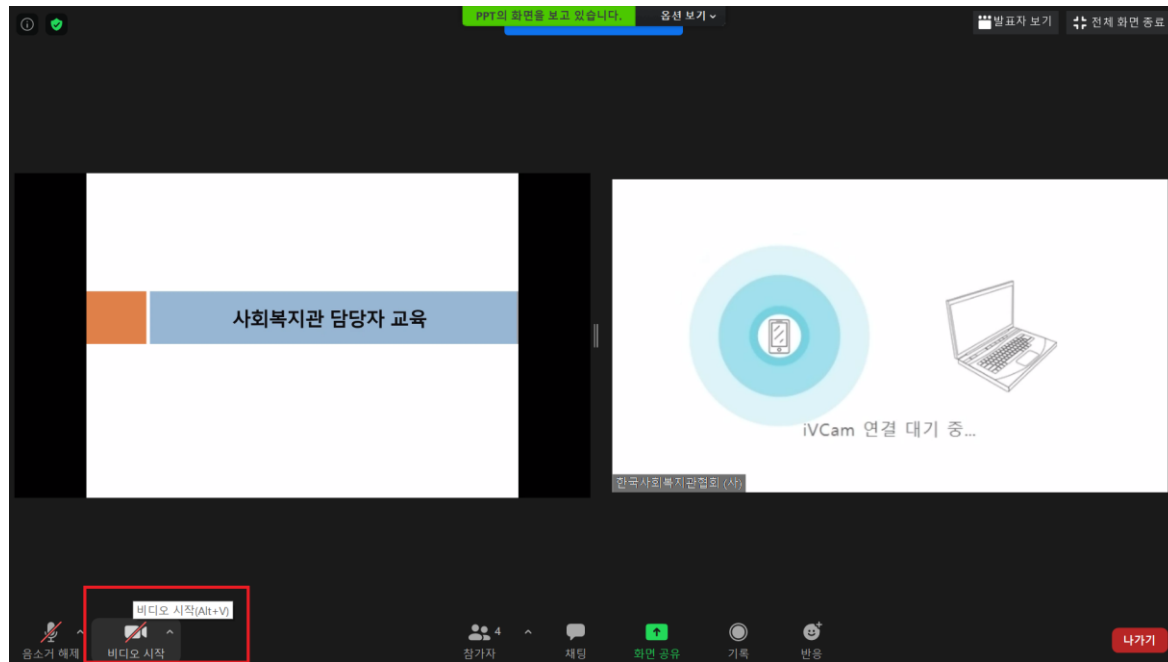 PPT의 화면을 보고 있습니다. 옵션 보기
발표자 보기 전체 화면 종료
사회복지관 담당자 교육
iVCam 연결 대기 중...
한국사회복지관협회 (사)
비디오 시작(Alt+V)
음소거 해제
비디오 시작
4
참가자
채팅
화면 공유
기록
반응
나가기